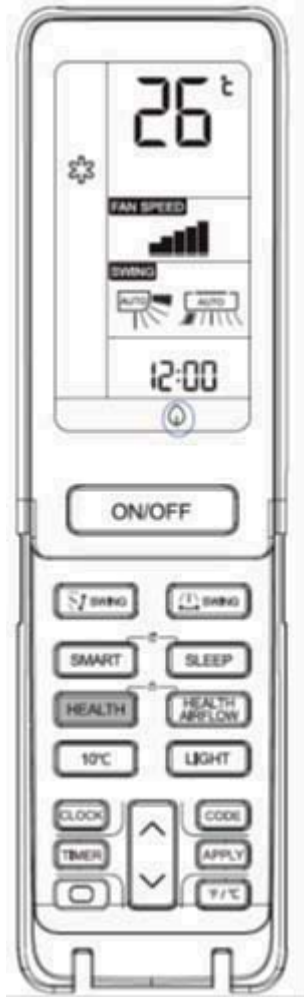 26 ℃
FAN SPEED
SWING
AUTO AUTO
12:00
ON/OFF
SWING SWING
SMART SLEEP
HEALTH HEALTH AIRFLOW
10℃ LIGHT
CLOCK CODE
TIMER APPLY
℉/℃